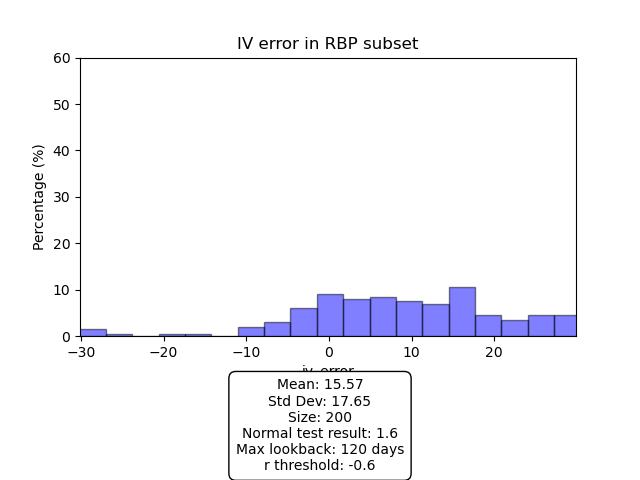 IV error in RBP subset
60
50
40
30
20
10
0
Percentage (%)
−30
−20
−10
0
10
20
iv_error
Mean: 15.57
Std Dev: 17.65
Size: 200
Normal test result: 1.6
Max lookback: 120 days
r threshold: -0.6